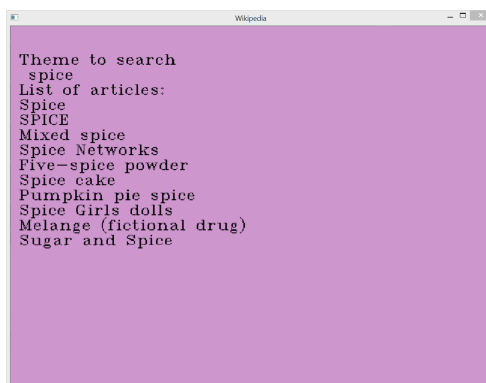 Wikipedia
Theme to search
spice
List of articles:
Spice
SPICE
Mixed spice
Spice Networks
Five-spice powder
Spice cake
Pumpkin pie spice
Spice Girls dolls
Melange (fictional drug)
Sugar and Spice